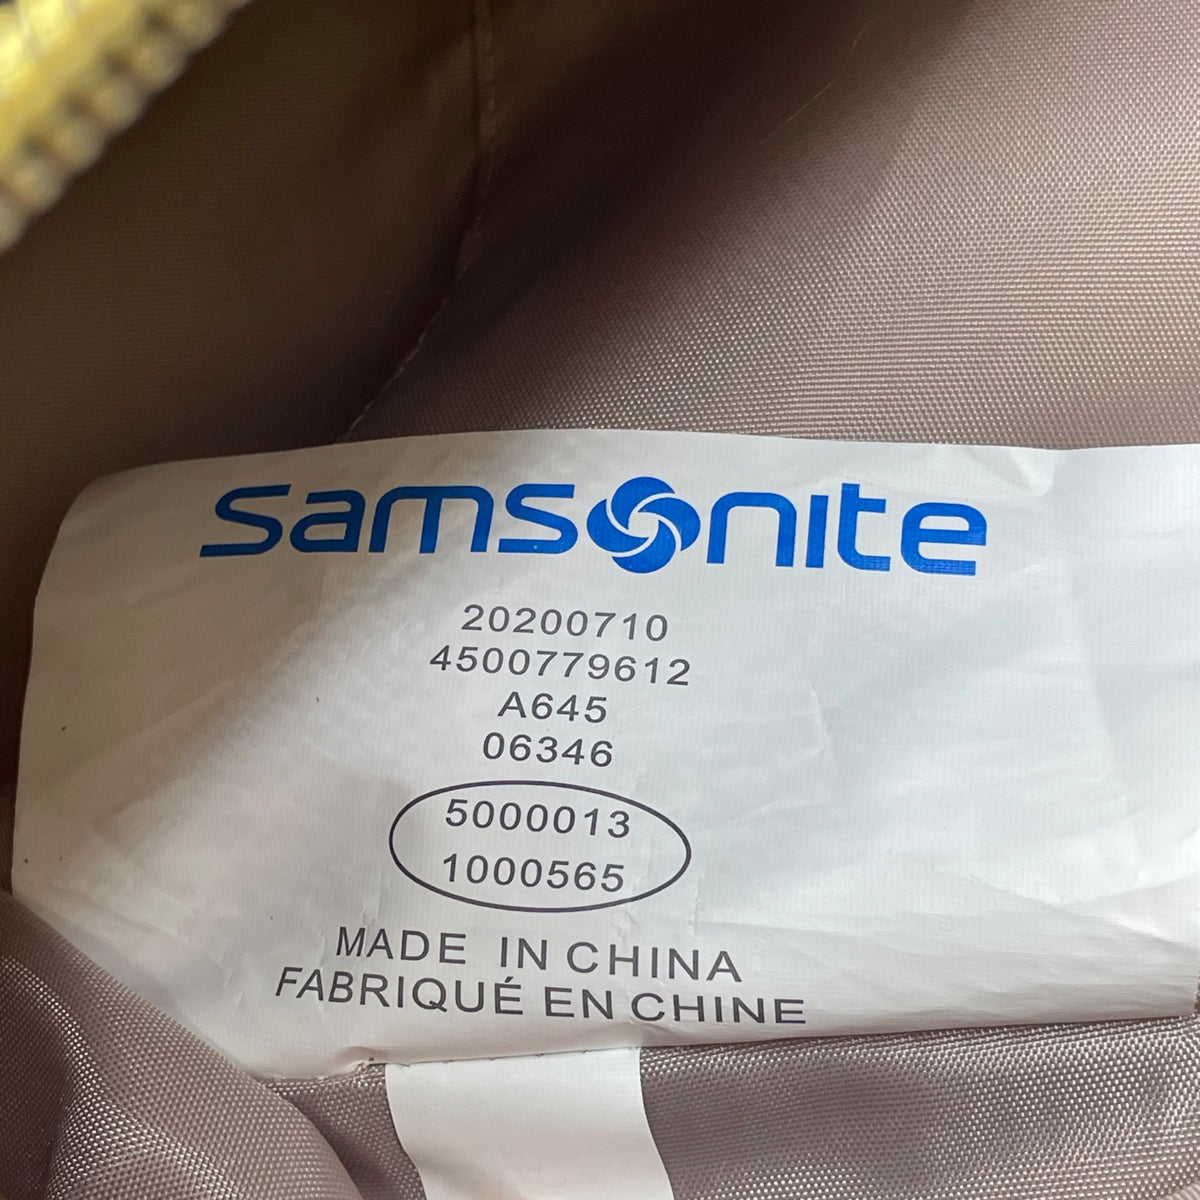 samsonite
20200710
4500779612
A645
06346
5000013
1000565
MADE IN CHINA
FABRIQUÉ EN CHINE